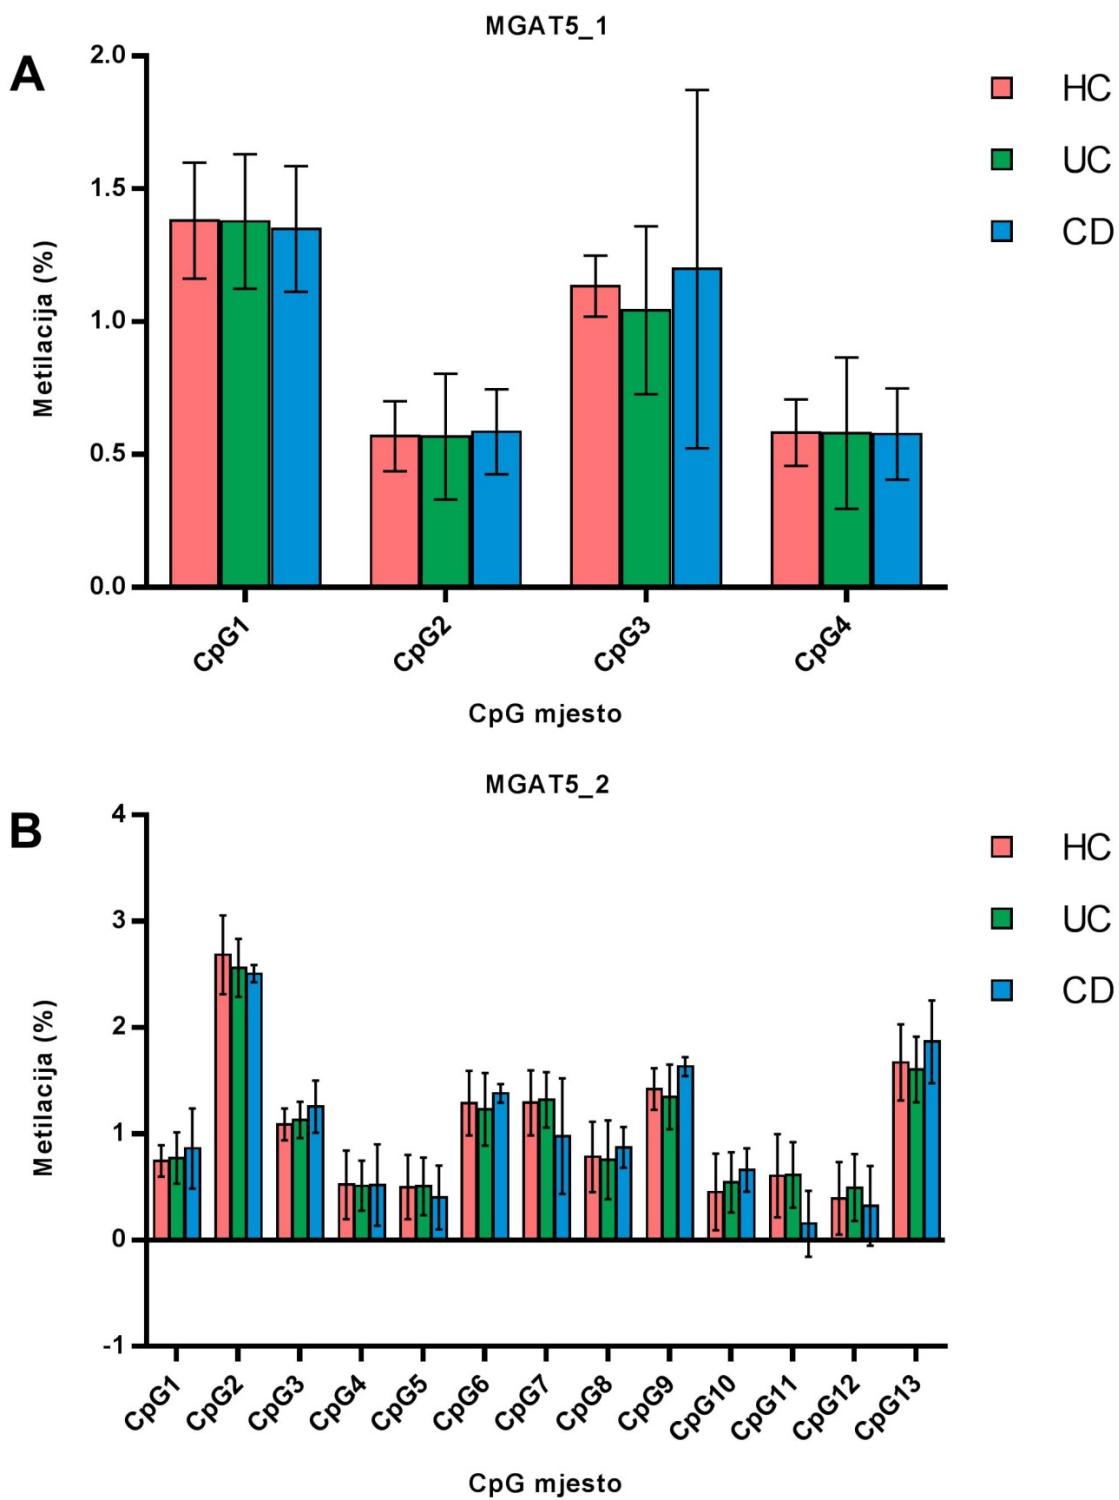 MGAT5_1
A
2.0
1.5
1.0
0.5
0.0
Metilacija (%)
HC
UC
CD
CpG1
CpG2
CpG3
CpG4
CpG mjesto
MGAT5_2
B
4
3
2
1
0
-1
Metilacija (%)
HC
UC
CD
CpG1
CpG2
CpG3
CpG4
CpG5
CpG6
CpG7
CpG8
CpG9
CpG10
CpG11
CpG12
CpG13
CpG mjesto